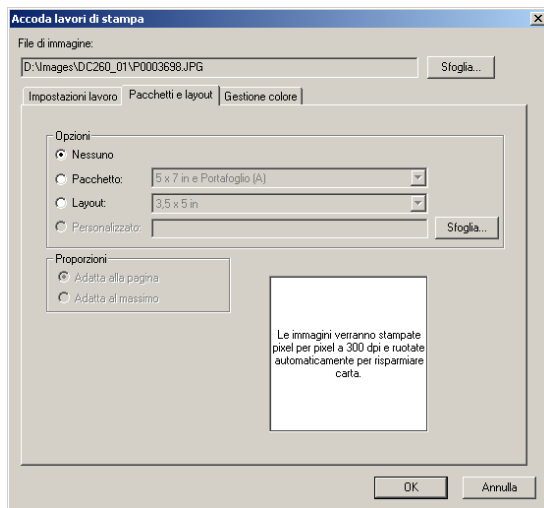 Accoda lavori di stampa
File di immagine:
D:\Images\DC260_01\P0003698.JPG
Sfoglia...
Impostazioni lavoro
Pacchetti e layout
Gestione colore
Opzioni
Nessuno
Pacchetto:
5 x 7 in e Portafoglio (A)
Layout:
3,5 x 5 in
Personalizzato:
Sfoglia...
Proporzioni
Adatta alla pagina
Adatta al massimo
Le immagini verranno stampate
pixel per pixel a 300 dpi e ruotate
automaticamente per risparmiare
carta.
OK
Annulla